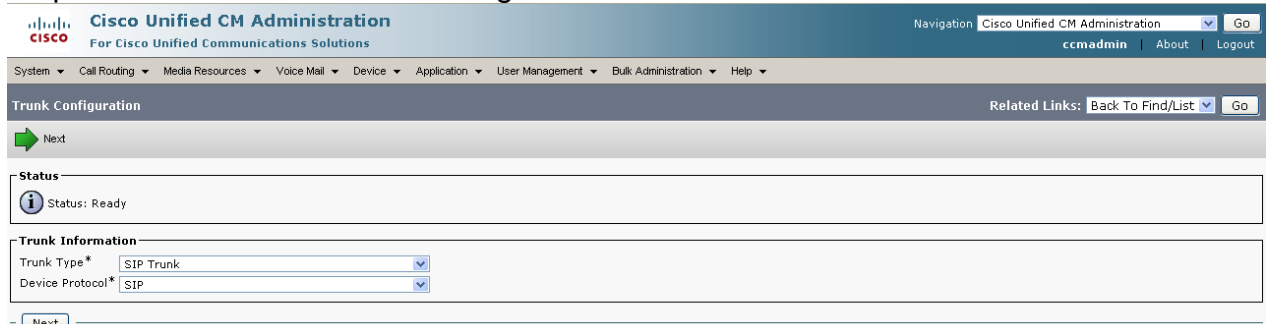 Cisco Unified CM Administration
Navigation Cisco Unified CM Administration Go
CISCO
For Cisco Unified Communications Solutions
ccmadmin | About | Logout
System Call Routing Media Resources Voice Mail Device Application User Management Bulk Administration Help
Trunk Configuration
Related Links: Back To Find/List Go
Next
Status
Status: Ready
Trunk Information
Trunk Type* SIP Trunk
Device Protocol* SIP
Next